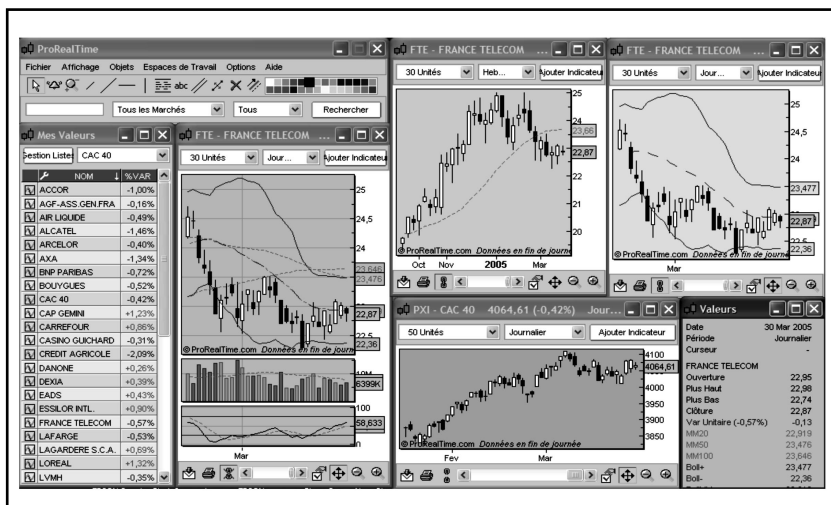 ProRealTime
Fichier Affichage Objets Espaces de Travail Options Aide
abc
Tous les Marchés Tous Rechercher
Mes Valeurs
CAC 40
NOM %VAR
ACCOR -1,00%
AGF-ASS.GEN.FRA -0,16%
AIR LIQUIDE -0,49%
ALCATEL -1,46%
ARCELOR -0,40%
AXA -1,34%
BNP PARIBAS -0,72%
BOUYGUES -0,52%
CAC 40 -0,42%
CAP GEMINI +1,23%
CARREFOUR +0,86%
CASINO GUICHARD -0,31%
CREDIT AGRICOLE -2,09%
DANONE +0,26%
DEXIA +0,39%
EADS +0,43%
ESSILOR INTL. +0,90%
FRANCE TELECOM -0,57%
LAFARGE -0,53%
LAGARDERE S.C.A. +0,69%
LOREAL +1,32%
LVMH -0,35%
FTE - FRANCE TELECOM ...
30 Unités Jour... Ajouter Indicateu
25
24,5
24
23,646
23,476
22,87
22,5
22,36
© ProRealTime.com Données en fin de journé
6399K
100
58,633
Mar
FTE - FRANCE TELECOM ...
30 Unités Heb... Ajouter Indicateu
25
24
23,66
22,87
22
21
20
© ProRealTime.com Données en fin de journé
Oct Nov 2005 Mar
FTE - FRANCE TELECOM ...
30 Unités Jour... Ajouter Indicateu
25
24,5
24
23,477
22,87
22,36
© ProRealTime.com Données en fin de journé
Mar
PXI - CAC 40 4064,61 (-0,42%) Jour...
50 Unités Journalier Ajouter Indicateur
4100
4064,61
4000
3950
3900
3850
© ProRealTime.com Données en fin de journée
Fev Mar
Valeurs
Date 30 Mar 2005
Période Journalier
Curseur -
FRANCE TELECOM
Ouverture 22,95
Plus Haut 22,98
Plus Bas 22,74
Clôture 22,87
Var Unitaire (-0,57%) -0,13
MM20 22,919
MM50 23,476
MM100 23,646
Boll+ 23,477
Boll- 22,36